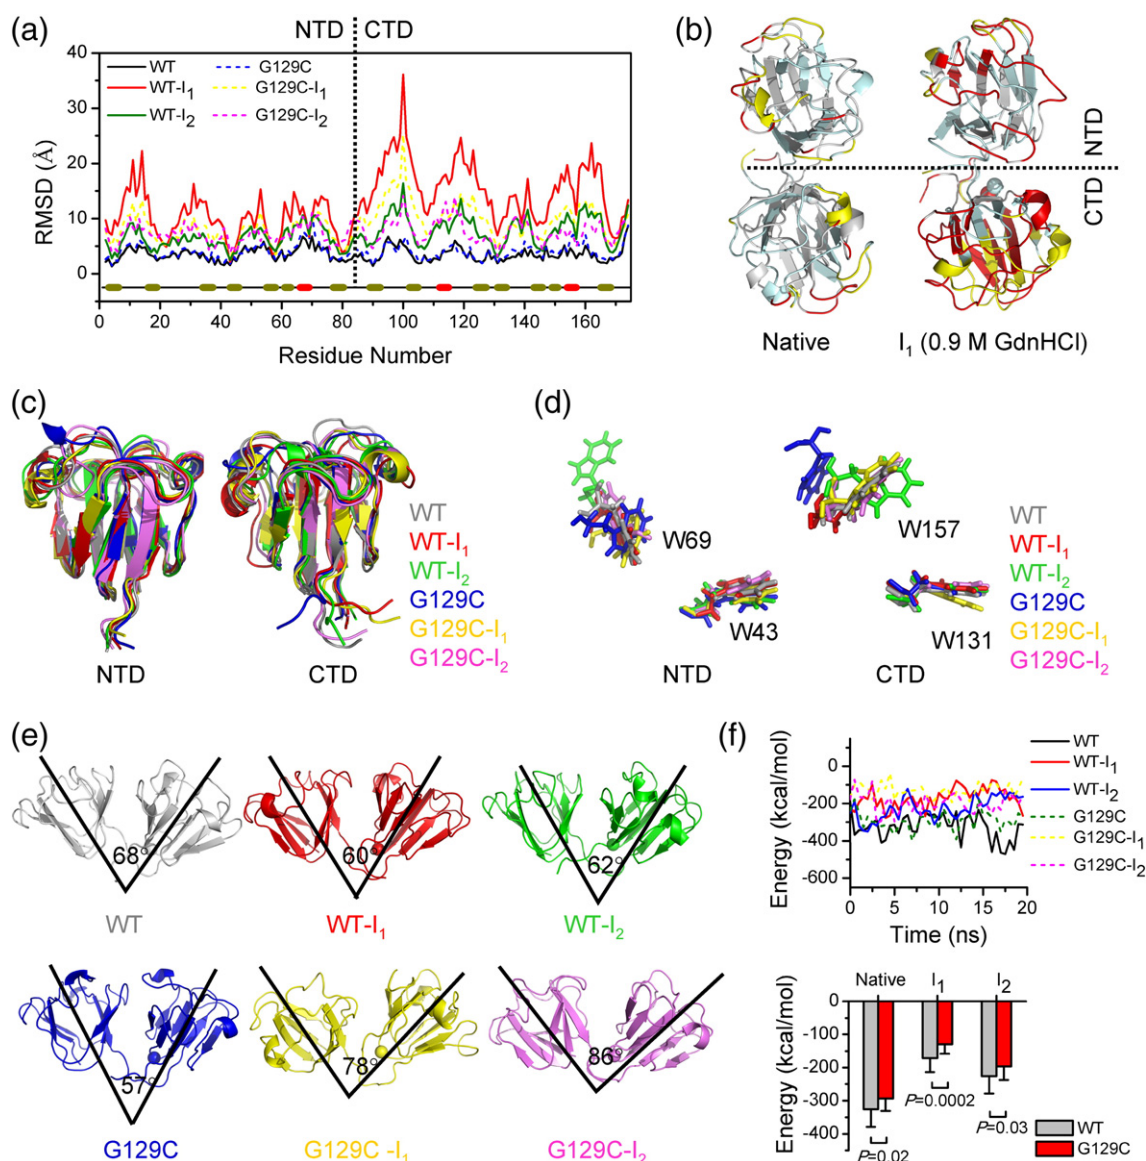 (a)
NTD CTD
40
30
20
10
0
RMSD (Å)
WT
WT-I₁
WT-I₂
G129C
G129C-I₁
G129C-I₂
0 20 40 60 80 100 120 140 160
Residue Number
(b)
NTD
CTD
Native
I₁ (0.9 M GdnHCl)
(c)
WT
WT-I₁
WT-I₂
G129C
G129C-I₁
G129C-I₂
NTD
CTD
(d)
W69
W43
W157
W131
WT
WT-I₁
WT-I₂
G129C
G129C-I₁
G129C-I₂
NTD
CTD
(e)
68°
WT
60°
WT-I₁
62°
WT-I₂
57°
G129C
78°
G129C -I₁
86°
G129C-I₂
(f)
WT
WT-I₁
WT-I₂
G129C
G129C-I₁
G129C-I₂
0
-200
-400
-600
Energy (kcal/mol)
0 5 10 15 20
Time (ns)
Native I₁ I₂
0
-100
-200
-300
-400
Energy (kcal/mol)
P=0.02
P=0.0002
P=0.03
WT
G129C